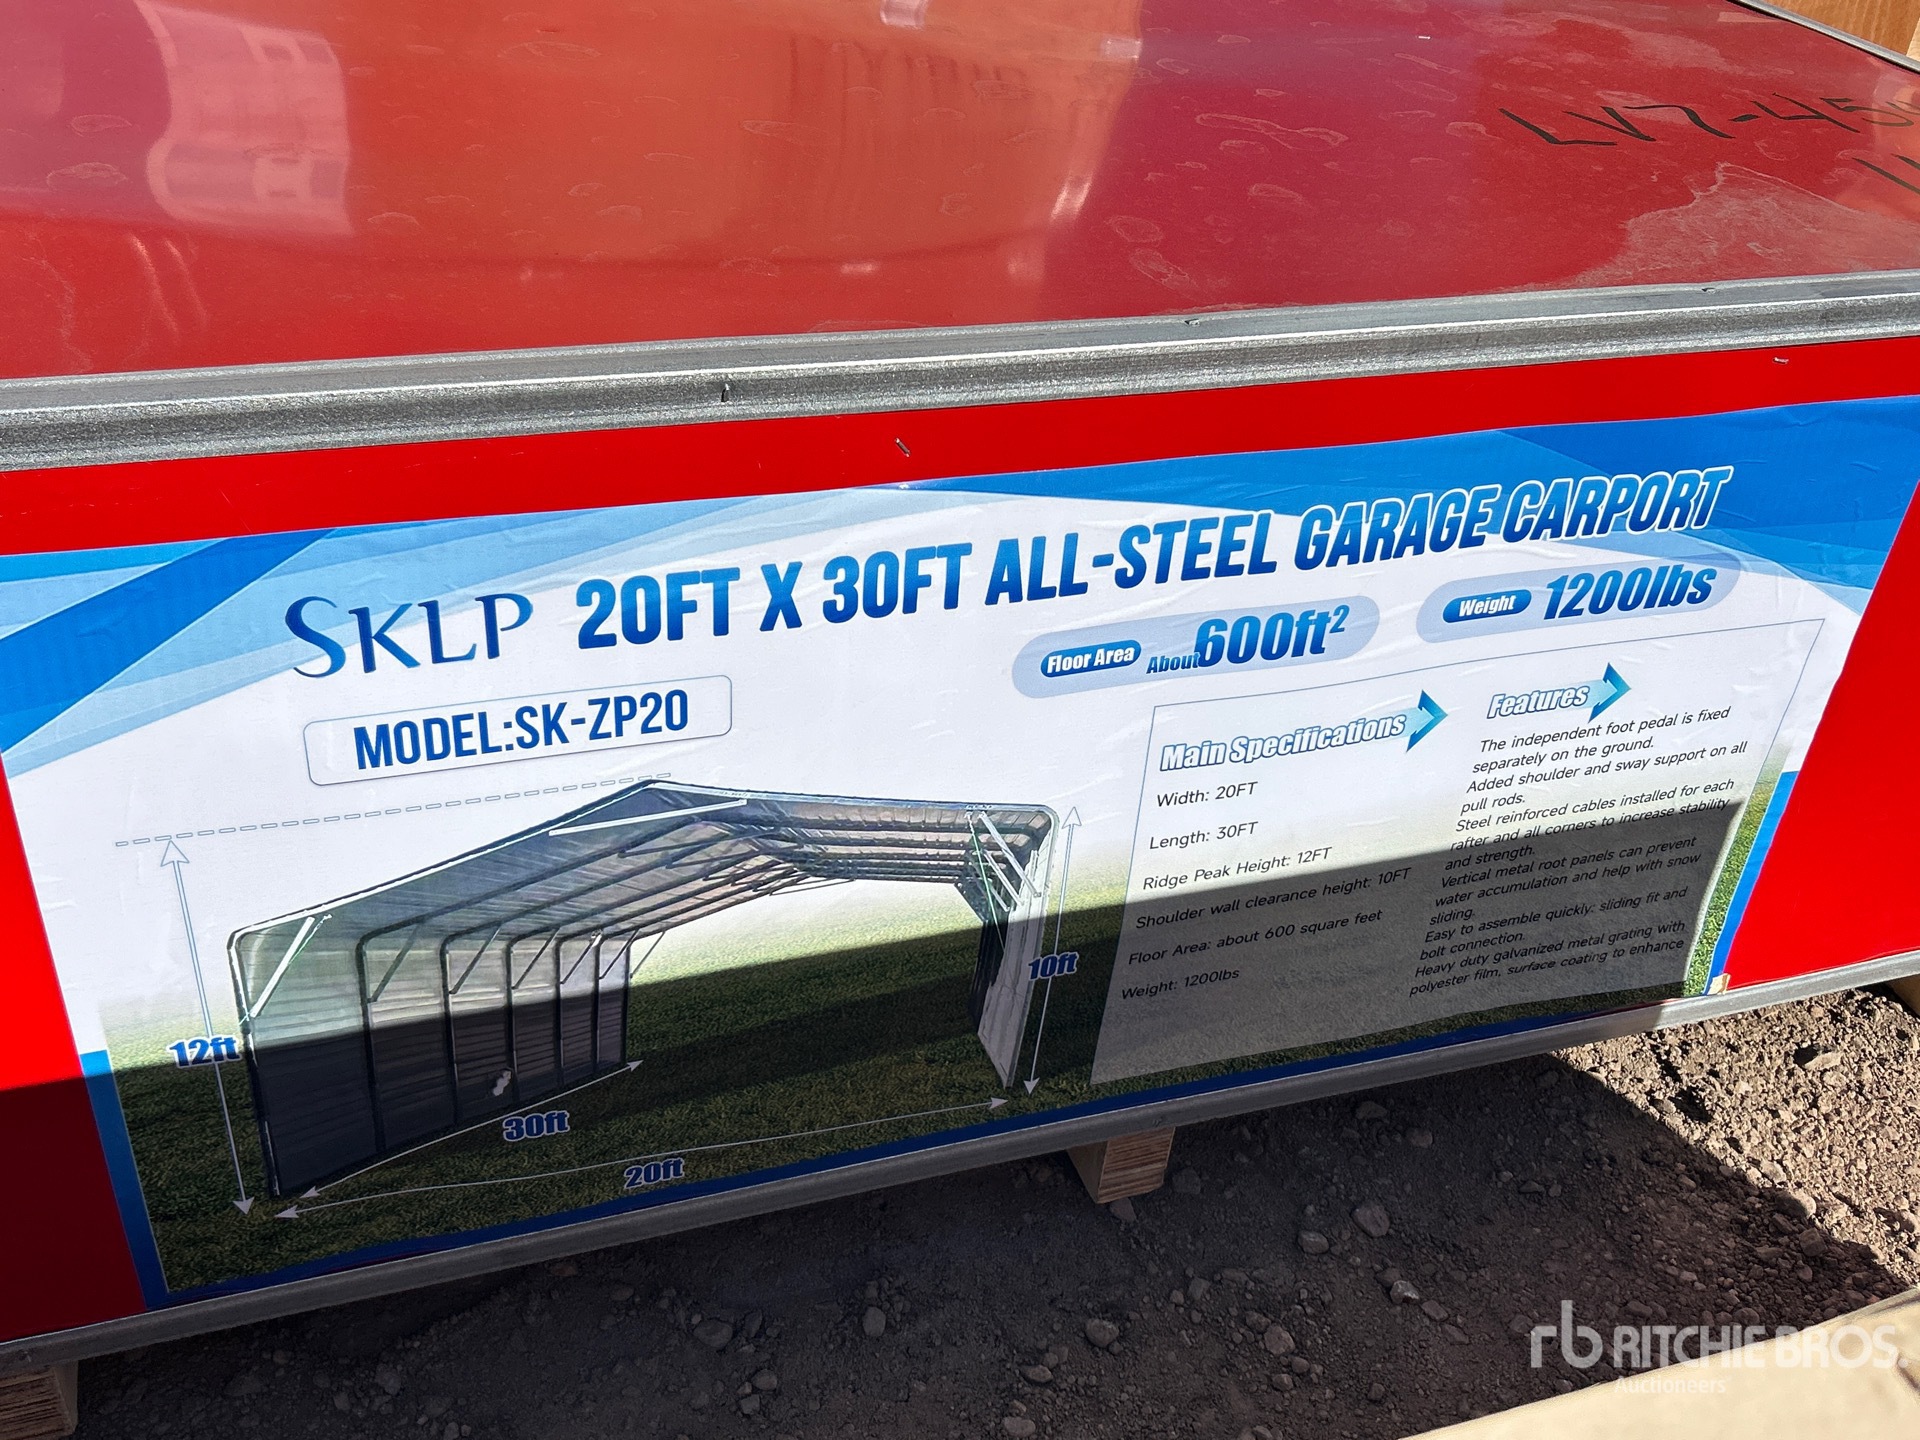 LV7-45
SKLP 20FT X 30FT ALL-STEEL GARAGE CARPORT
MODEL:SK-ZP20
Floor Area About 600ft²
Weight 1200lbs
Main Specifications
Width: 20FT
Length: 30FT
Ridge Peak Height: 12FT
Shoulder wall clearance height: 10FT
Floor Area: about 600 square feet
Weight: 1200lbs
Features
The independent foot pedal is fixed
separately on the ground.
Added shoulder and sway support on all
pull rods.
Steel reinforced cables installed for each
rafter and all corners to increase stability
and strength.
Vertical metal root panels can prevent
water accumulation and help with snow
sliding.
Easy to assemble quickly: sliding fit and
bolt connection.
Heavy duty galvanized metal grating with
polyester film, surface coating to enhance
12ft
10ft
30ft
20ft
rb RITCHIE BROS.
Auctioneers